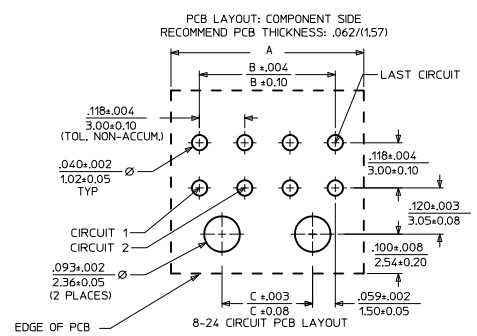 PCB LAYOUT: COMPONENT SIDE
RECOMMEND PCB THICKNESS: .062/(1.57)
A
B ±.004
B ±0.10
LAST CIRCUIT
.118±.004
3.00±0.10
(TOL. NON-ACCUM.)
.040±.002
1.02±0.05
Ø
TYP
.118±.004
3.00±0.10
.120±.003
3.05±0.08
CIRCUIT 1
CIRCUIT 2
.093±.002
2.36±0.05
Ø
(2 PLACES)
.100±.008
2.54±0.20
C ±.003
C ±0.08
.059±.002
1.50±0.05
EDGE OF PCB
8-24 CIRCUIT PCB LAYOUT